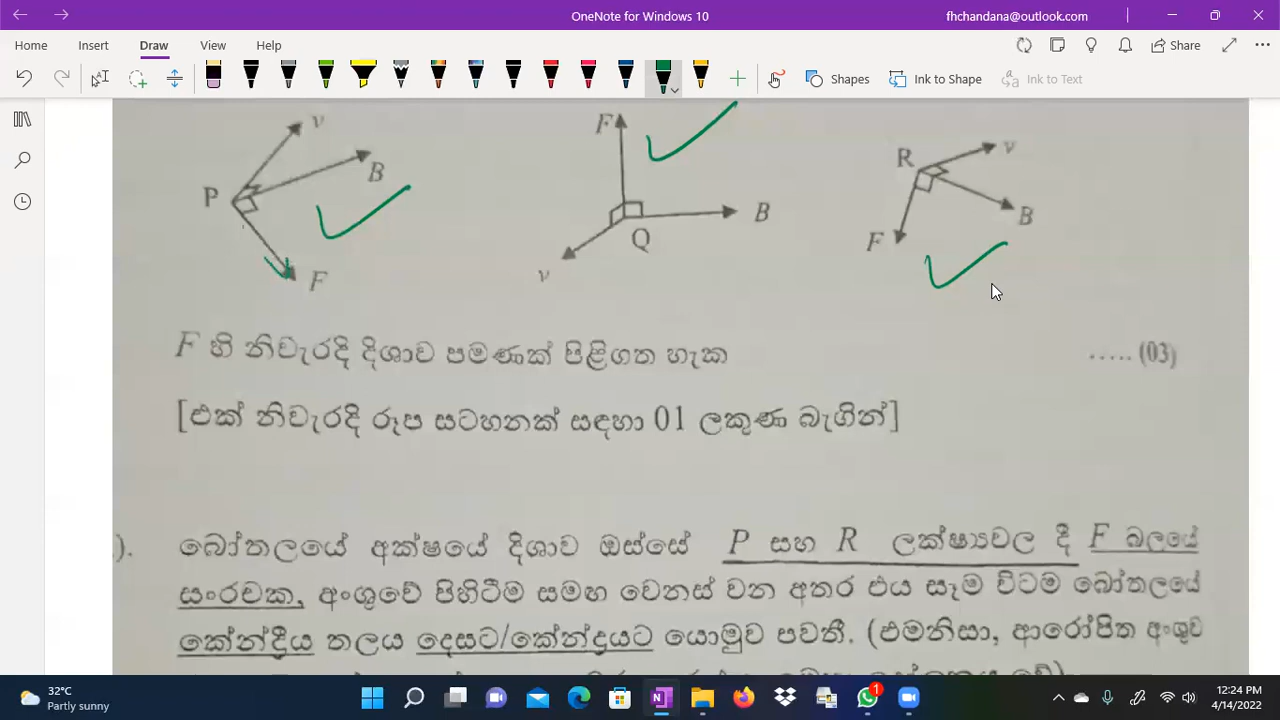 OneNote for Windows 10
fhchandana@outlook.com
Home Insert Draw View Help
Share
Shapes
Ink to Shape
Ink to Text
v
B
P
F
F
B
Q
v
R
v
B
F
F හි නිවැරදි දිශාව පමණක් පිළිගත හැක ..... (03)
[එක් නිවැරදි රූප සටහනක් සඳහා 01 ලකුණ බැගින්]
). බෝතලයේ අක්ෂයේ දිශාව ඔස්සේ P සහ R ලක්ෂ්‍යවල දී F බලයේ
සංරචක, අංශුවේ පිහිටීම සමඟ වෙනස් වන අතර එය සෑම විටම බෝතලයේ
කේන්ද්‍රීය තලය දෙසට/කේන්ද්‍රයට යොමුව පවතී. (එමනිසා, ආරෝපිත අංශුව
32°C
Partly sunny
1
12:24 PM
4/14/2022